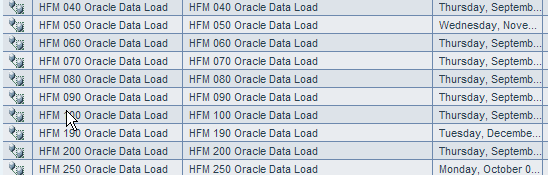 HFM 040 Oracle Data Load HFM 040 Oracle Data Load Thursday, Septemb...
HFM 050 Oracle Data Load HFM 050 Oracle Data Load Wednesday, Nove...
HFM 060 Oracle Data Load HFM 060 Oracle Data Load Thursday, Septemb...
HFM 070 Oracle Data Load HFM 070 Oracle Data Load Thursday, Septemb...
HFM 080 Oracle Data Load HFM 080 Oracle Data Load Thursday, Septemb...
HFM 090 Oracle Data Load HFM 090 Oracle Data Load Thursday, Septemb...
HFM 100 Oracle Data Load HFM 100 Oracle Data Load Thursday, Septemb...
HFM 190 Oracle Data Load HFM 190 Oracle Data Load Tuesday, Decembe...
HFM 200 Oracle Data Load HFM 200 Oracle Data Load Thursday, Septemb...
HFM 250 Oracle Data Load HFM 250 Oracle Data Load Monday, October 0...